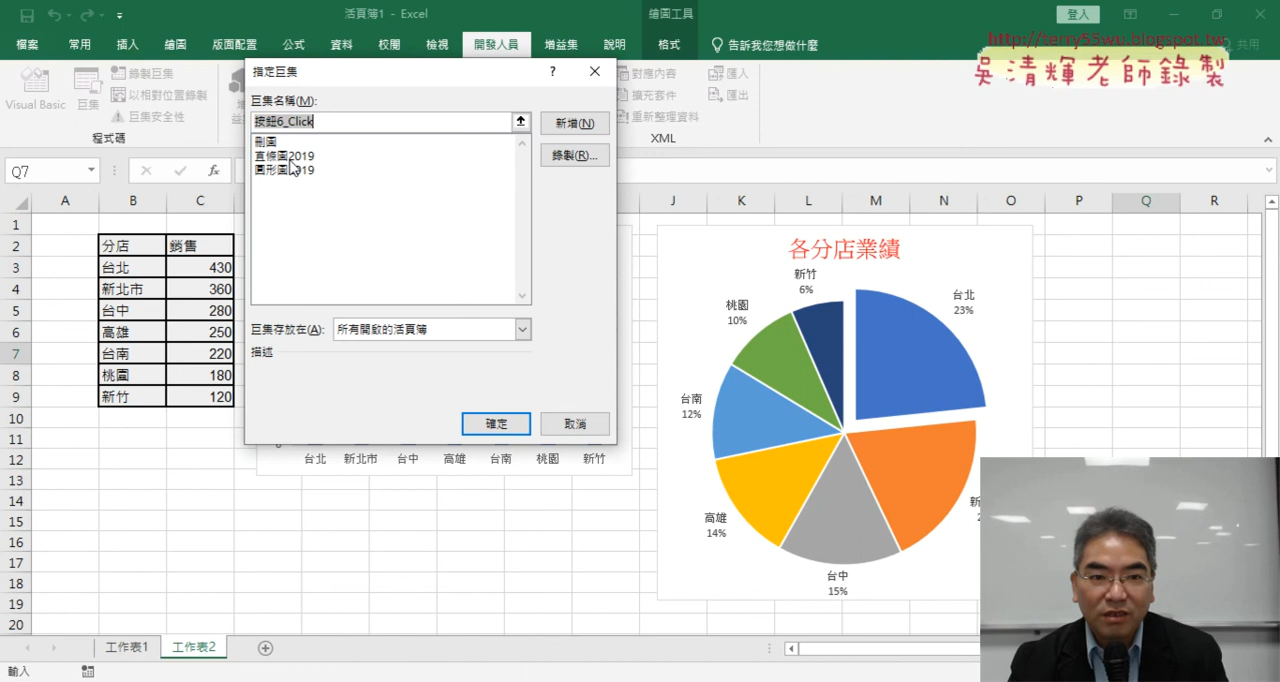 活頁簿1 - Excel
繪圖工具
登入
檔案 常用 插入 繪圖 版面配置 公式 資料 校閱 檢視 開發人員 增益集 說明 格式 告訴我您想做什麼 共用
http://terry55wu.blogspot.tw
吳清輝老師錄製
Visual Basic
巨集
錄製巨集
以相對位置錄製
巨集安全性
程式碼
對應內容
擴充套件
重新整理資料
匯入
匯出
XML
指定巨集
?
巨集名稱(M):
按鈕6_Click
刪圖
直條圖2019
圓形圖2019
新增(N)
錄製(R)...
巨集存放在(A):
所有開啟的活頁簿
描述
確定
取消
Q7
fx
A B C J K L M N O P Q R
1
2 分店 銷售
3 台北 430
4 新北市 360
5 台中 280
6 高雄 250
7 台南 220
8 桃園 180
9 新竹 120
10
11
12
13
14
15
16
17
18
19
20
0
台北 新北市 台中 高雄 台南 桃園 新竹
各分店業績
新竹
6%
桃園
10%
台北
23%
台南
12%
高雄
14%
台中
15%
工作表1 工作表2
輸入